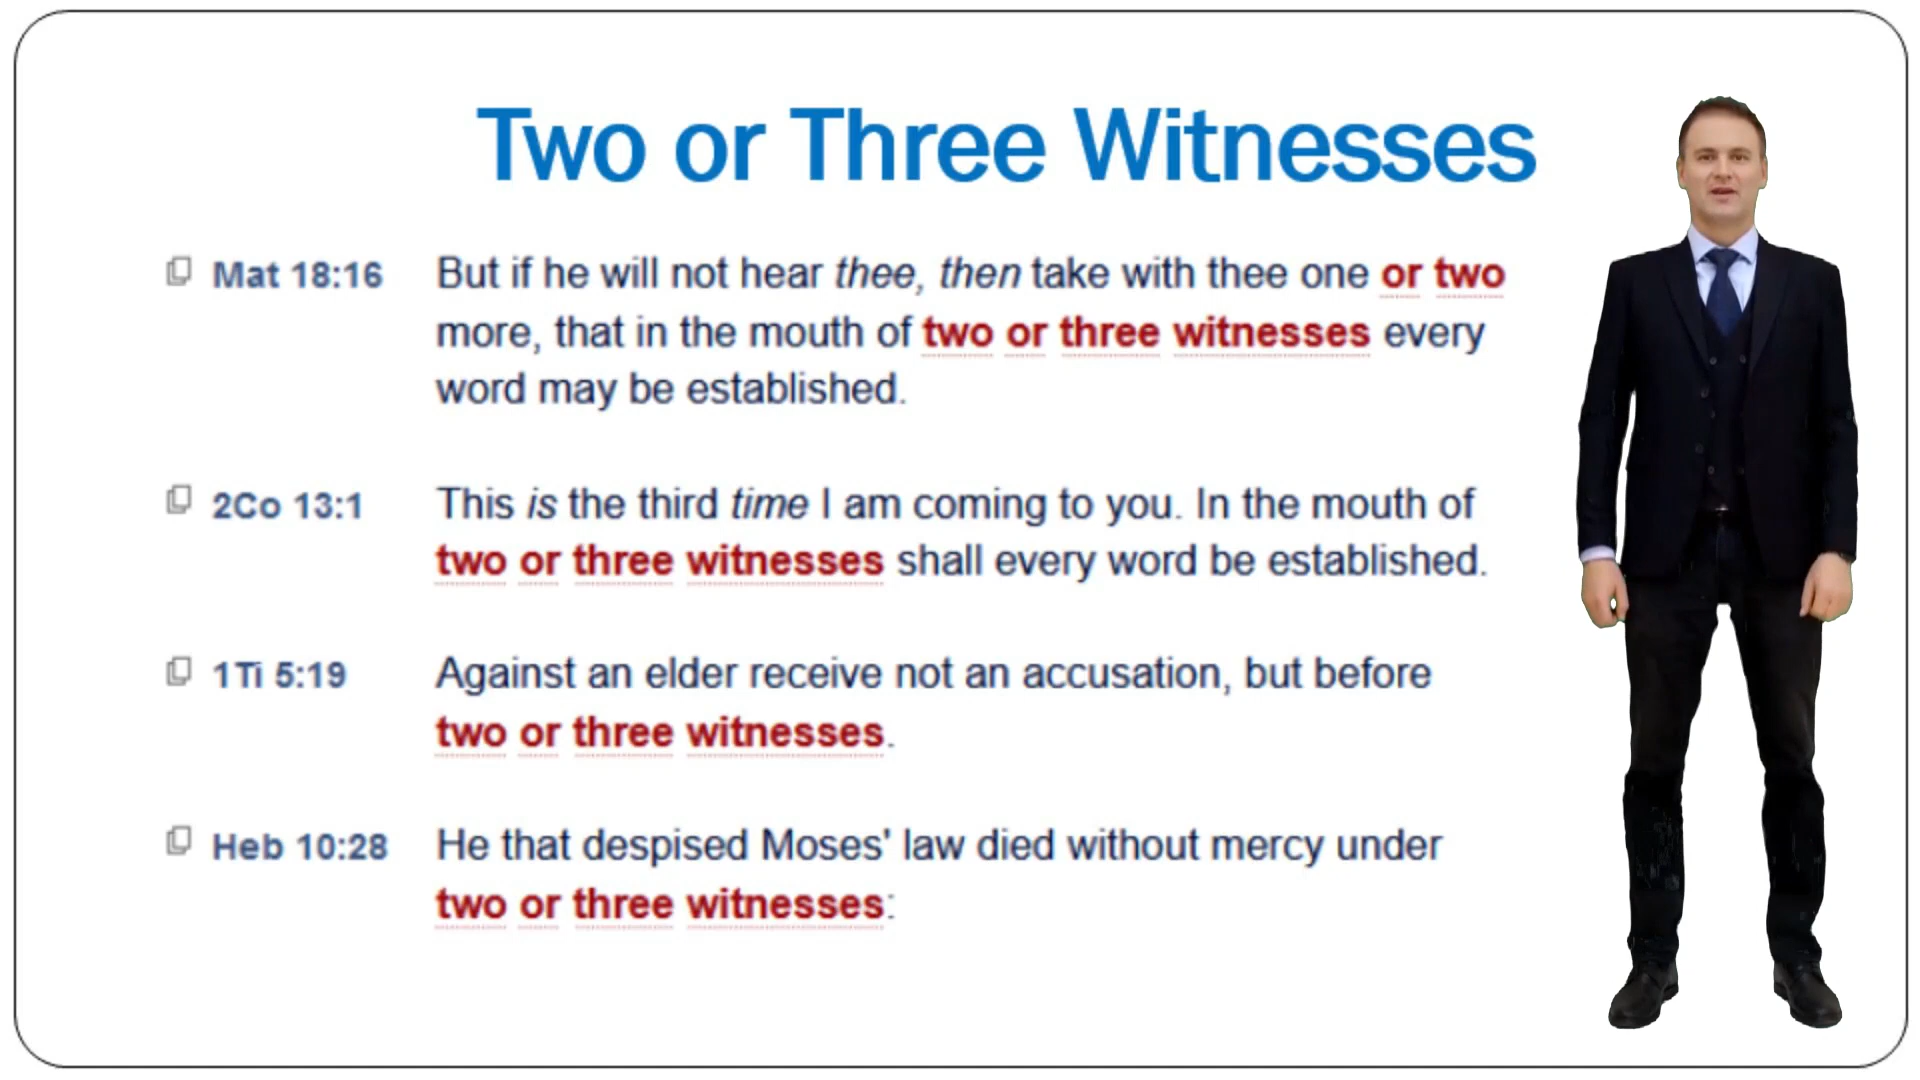 Two or Three Witnesses
Mat 18:16 But if he will not hear thee, then take with thee one or two
more, that in the mouth of two or three witnesses every
word may be established.
2Co 13:1 This is the third time I am coming to you. In the mouth of
two or three witnesses shall every word be established.
1Ti 5:19 Against an elder receive not an accusation, but before
two or three witnesses.
Heb 10:28 He that despised Moses' law died without mercy under
two or three witnesses: